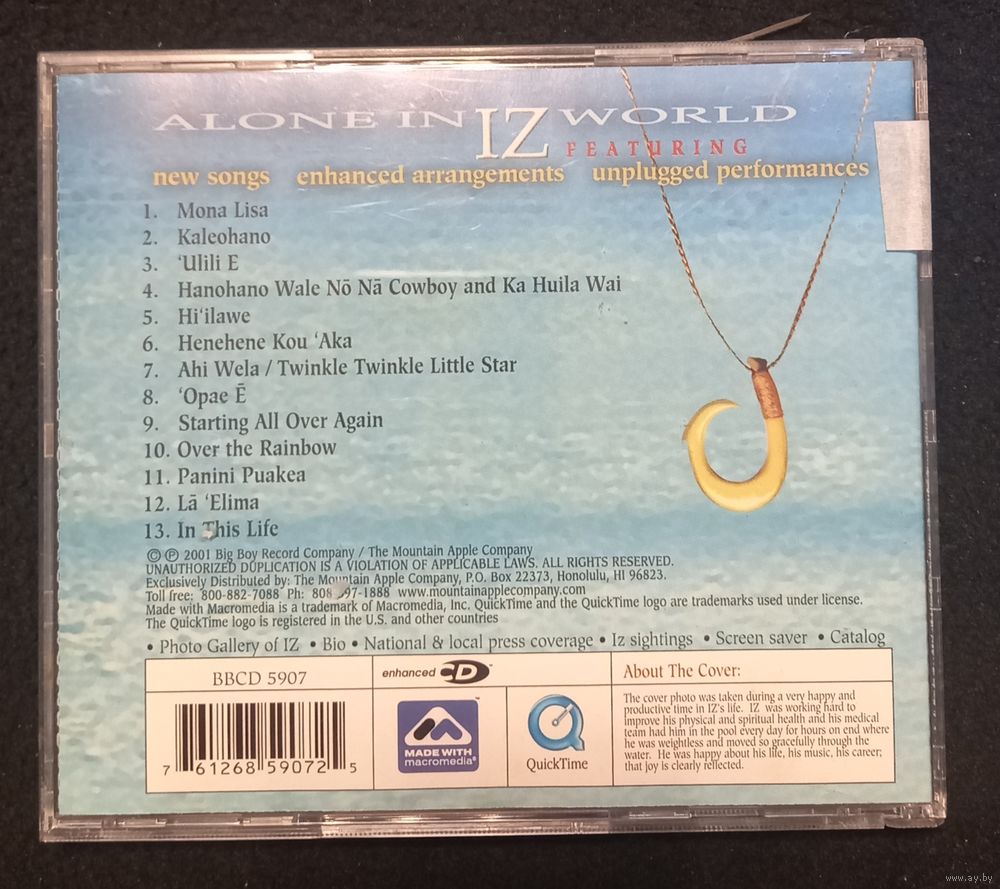 ALONE IN IZ WORLD
FEATURING
new songs enhanced arrangements unplugged performances
1. Mona Lisa
2. Kaleohano
3. ʻUlili E
4. Hanohano Wale Nō Nā Cowboy and Ka Huila Wai
5. Hiʻilawe
6. Henehene Kou ʻAka
7. Ahi Wela / Twinkle Twinkle Little Star
8. ʻOpae Ē
9. Starting All Over Again
10. Over the Rainbow
11. Panini Puakea
12. Lā ʻElima
13. In This Life
© ℗ 2001 Big Boy Record Company / The Mountain Apple Company
UNAUTHORIZED DUPLICATION IS A VIOLATION OF APPLICABLE LAWS. ALL RIGHTS RESERVED.
Exclusively Distributed by: The Mountain Apple Company, P.O. Box 22373, Honolulu, HI 96823.
Toll free: 800-882-7088 Ph: 808 97-1888 www.mountainapplecompany.com
Made with Macromedia is a trademark of Macromedia, Inc. QuickTime and the QuickTime logo are trademarks used under license.
The QuickTime logo is registered in the U.S. and other countries
• Photo Gallery of IZ • Bio • National & local press coverage • Iz sightings • Screen saver • Catalog
BBCD 5907
7 61268 59072 5
enhanced CD™
MADE WITH
macromedia®
™
QuickTime
About The Cover:
The cover photo was taken during a very happy and
productive time in IZ's life. IZ was working hard to
improve his physical and spiritual health and his medical
team had him in the pool every day for hours on end where
he was weightless and moved so gracefully through the
water. He was happy about his life, his music, his career;
that joy is clearly reflected.
www.ay.by